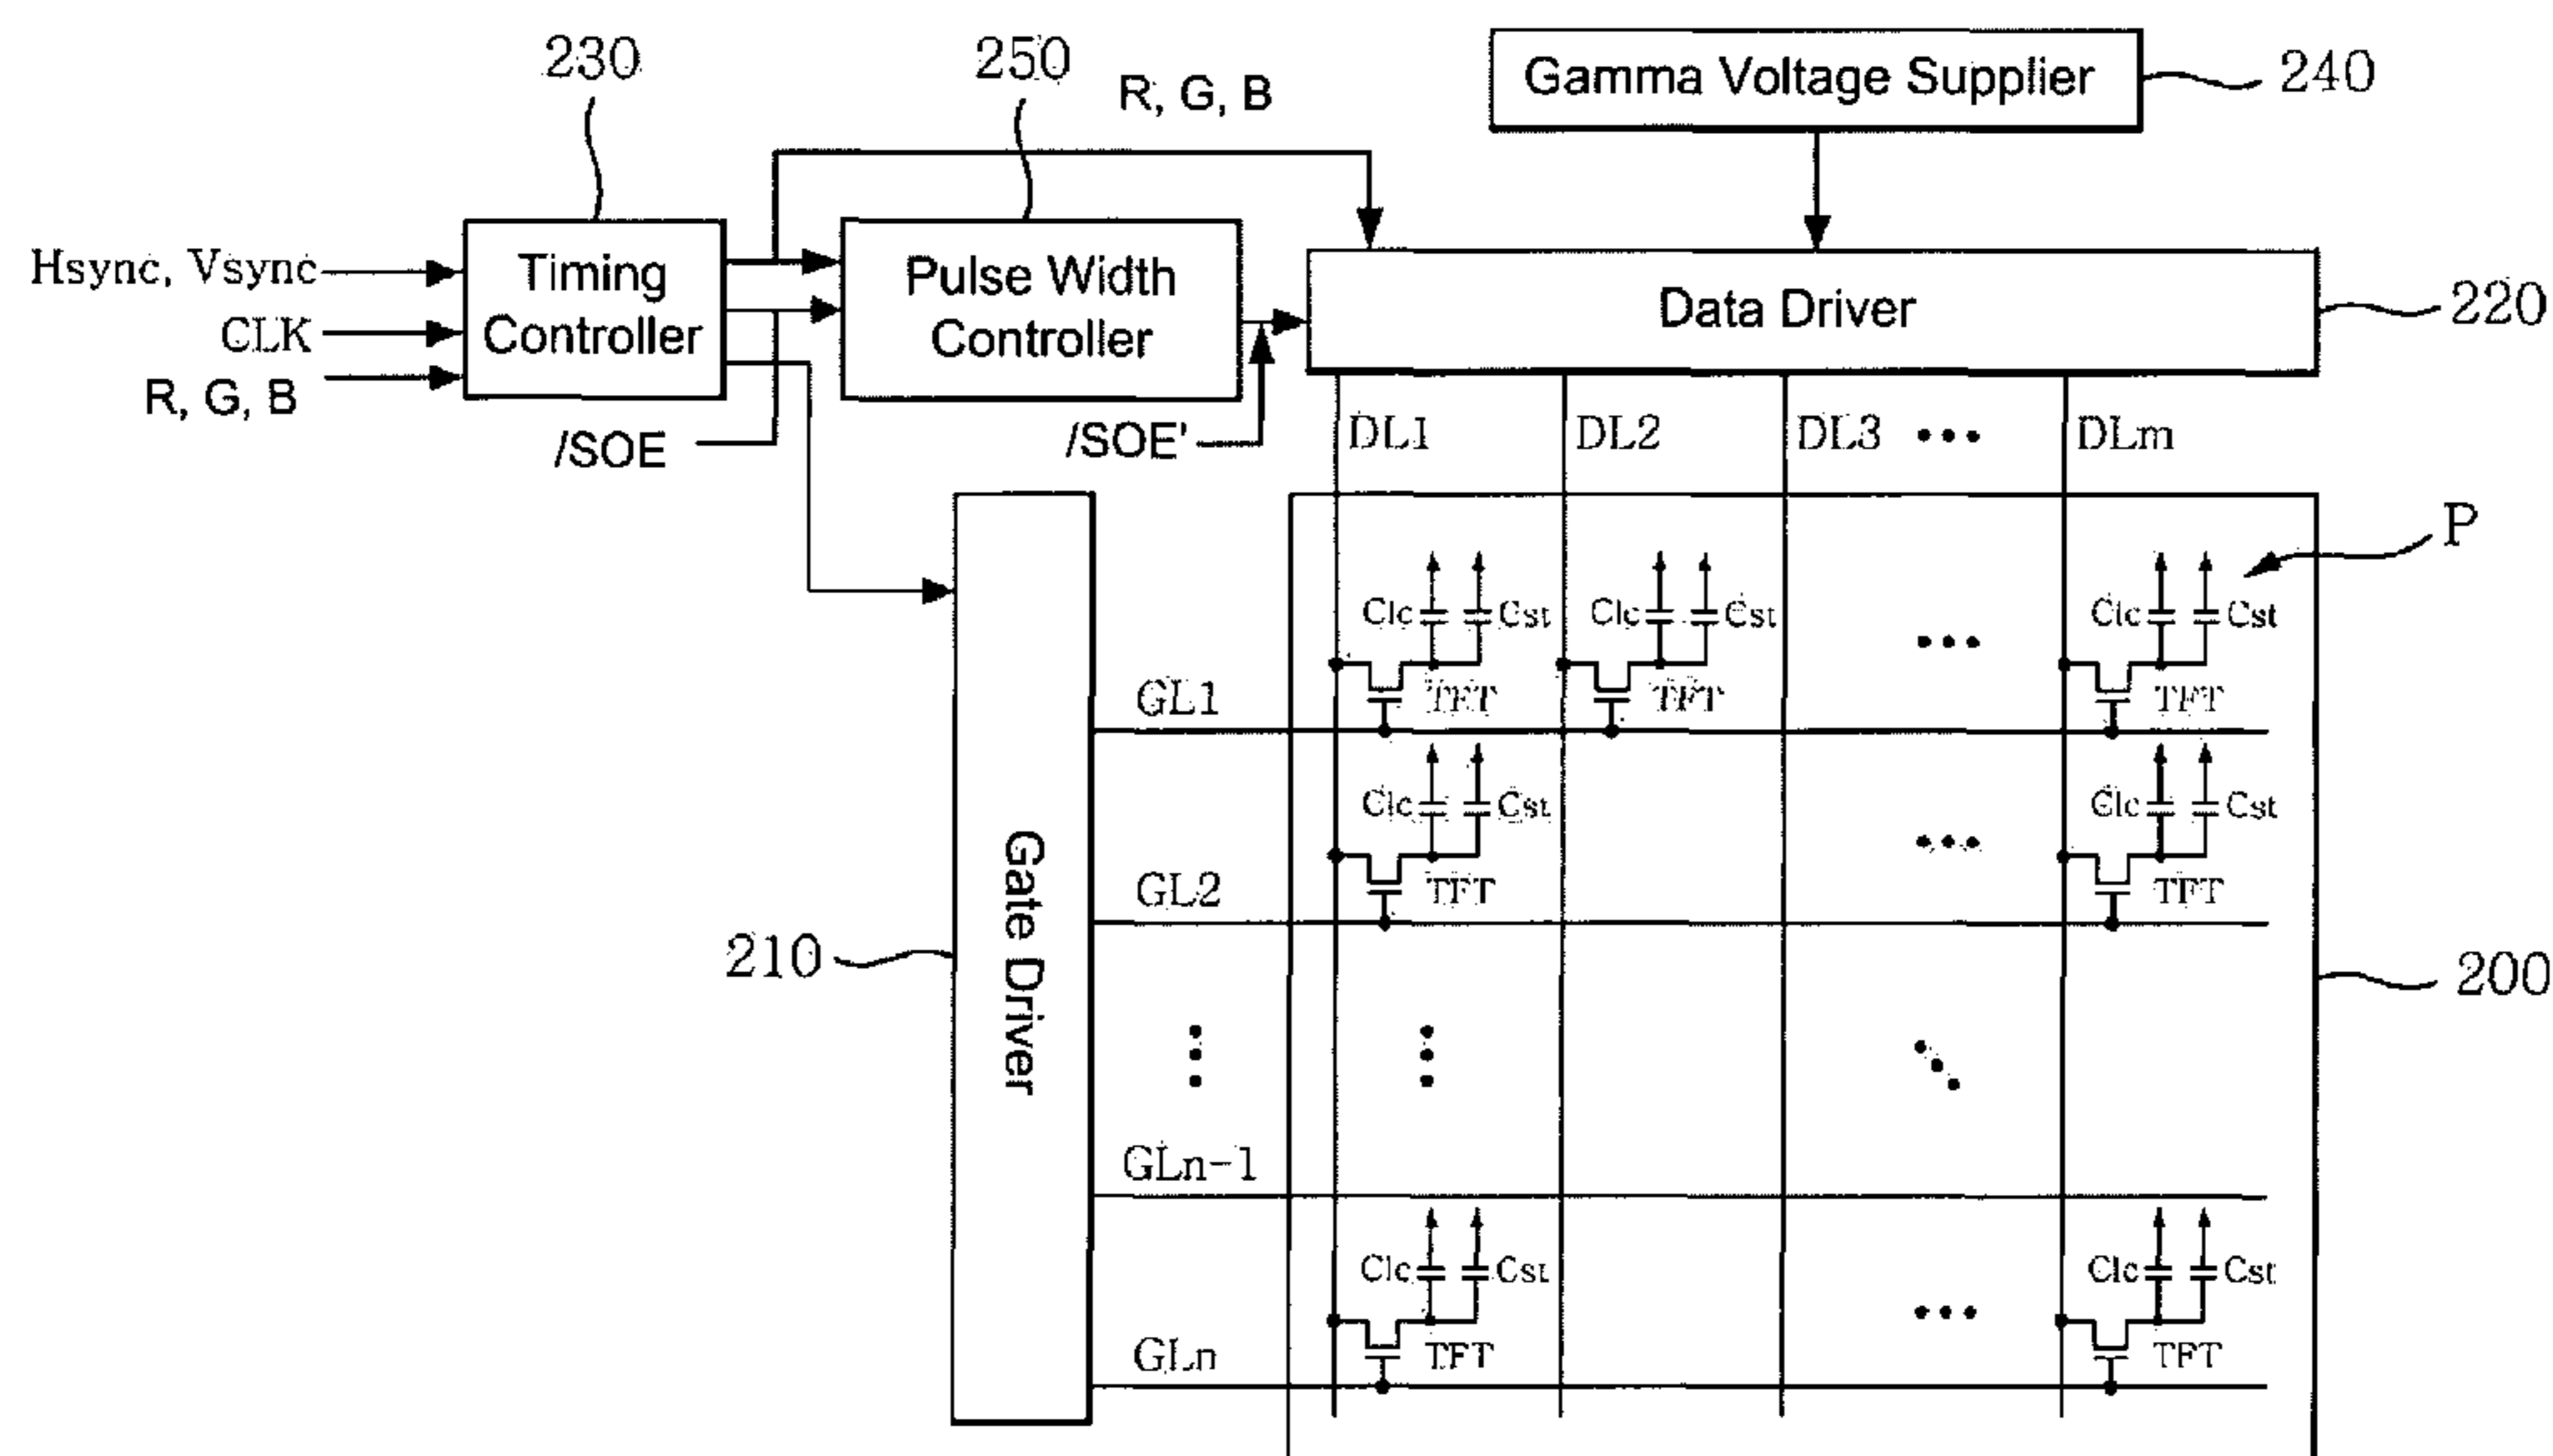 230
250
R, G, B
Gamma Voltage Supplier
240
Hsync, Vsync
CLK
R, G, B
Timing
Controller
Pulse Width
Controller
Data Driver
220
/SOE
/SOE'
DL1
DL2
DL3
DLm
P
Clc
Cst
Clc
Cst
Clc
Cst
GL1
TFT
TFT
TFT
Clc
Cst
Clc
Cst
GL2
TFT
TFT
Gate Driver
210
200
GLn-1
Clc
Cst
Clc
Cst
GLn
TFT
TFT